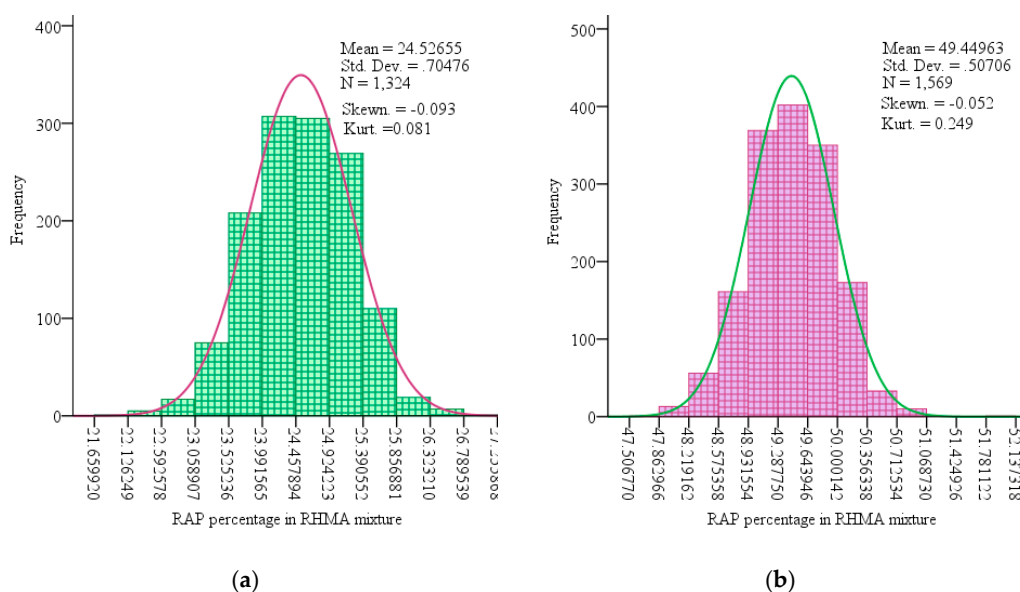 400
300
200
100
0
Frequency
Mean = 24.52655
Std. Dev. = .70476
N = 1,324
Skewn. = -0.093
Kurt. =0.081
21.659920
22.126249
22.592578
23.058907
23.525236
23.991565
24.457894
24.924223
25.390552
25.856881
26.323210
26.789539
RAP percentage in RHMA mixture
(a)
500
400
300
200
100
0
Frequency
Mean = 49.44963
Std. Dev. = .50706
N = 1,569
Skewn. = -0.052
Kurt. = 0.249
47.506770
47.862966
48.219162
48.575358
48.931554
49.287750
49.643946
50.000142
50.356338
50.712534
51.068730
51.424926
51.781122
52.137318
RAP percentage in RHMA mixture
(b)